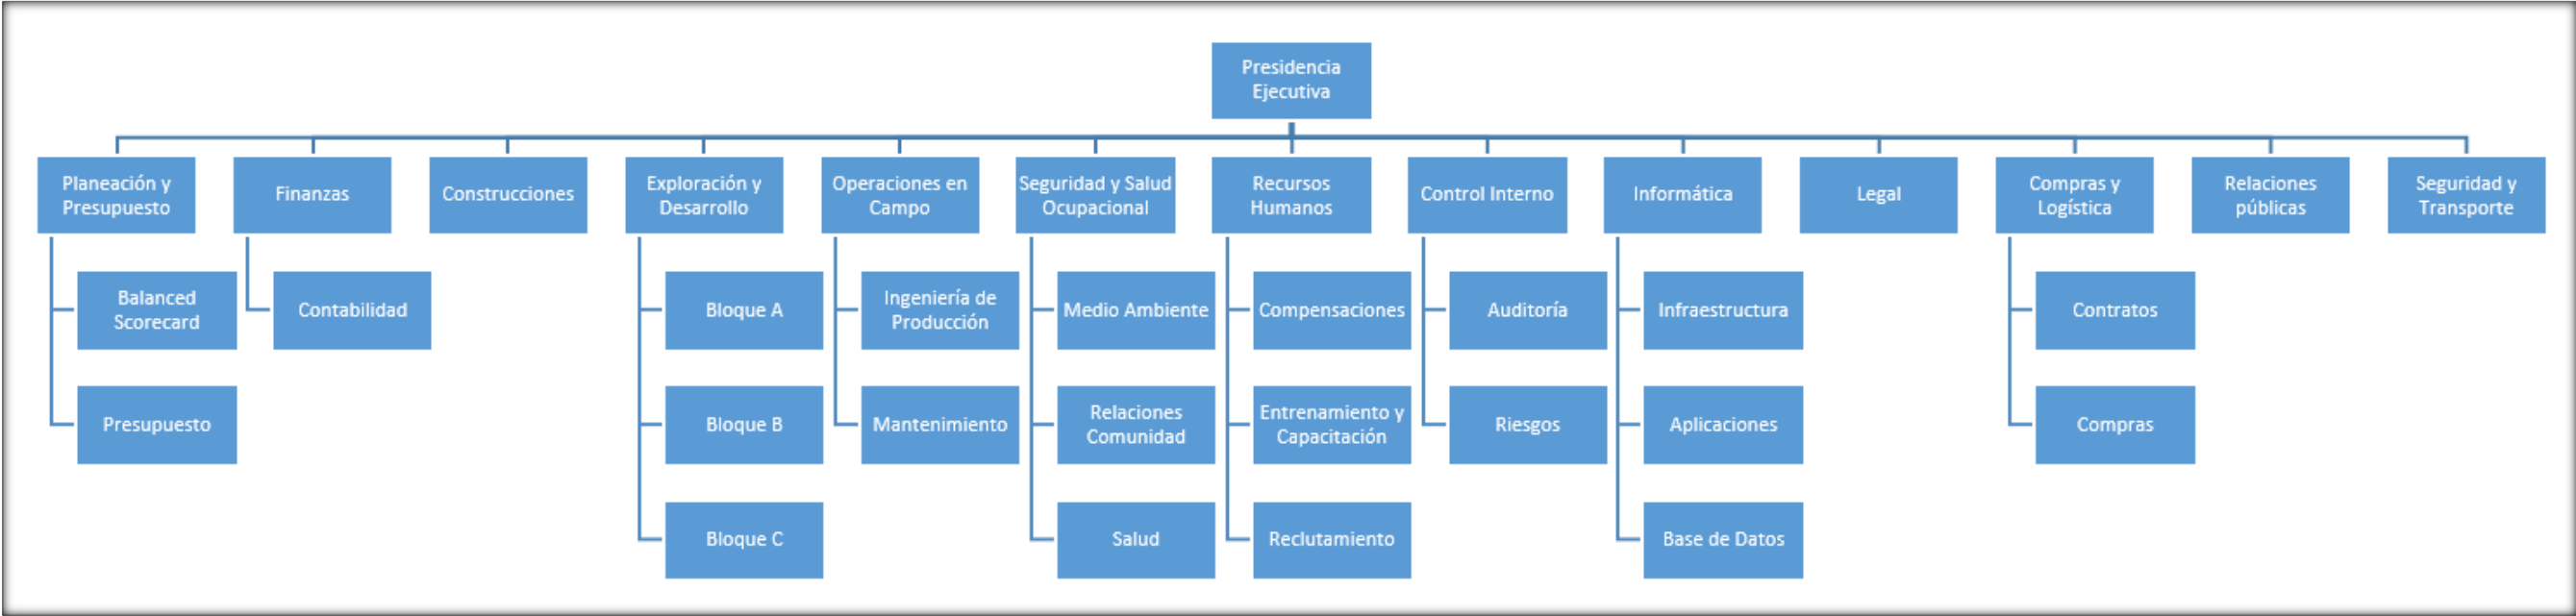 Presidencia
Ejecutiva
Planeación y
Presupuesto
Finanzas
Construcciones
Exploración y
Desarrollo
Operaciones en
Campo
Seguridad y Salud
Ocupacional
Recursos
Humanos
Control Interno
Informática
Legal
Compras y
Logística
Relaciones
públicas
Seguridad y
Transporte
Balanced
Scorecard
Contabilidad
Bloque A
Ingeniería de
Producción
Medio Ambiente
Compensaciones
Auditoría
Infraestructura
Contratos
Presupuesto
Bloque B
Mantenimiento
Relaciones
Comunidad
Entrenamiento y
Capacitación
Riesgos
Aplicaciones
Compras
Bloque C
Salud
Reclutamiento
Base de Datos